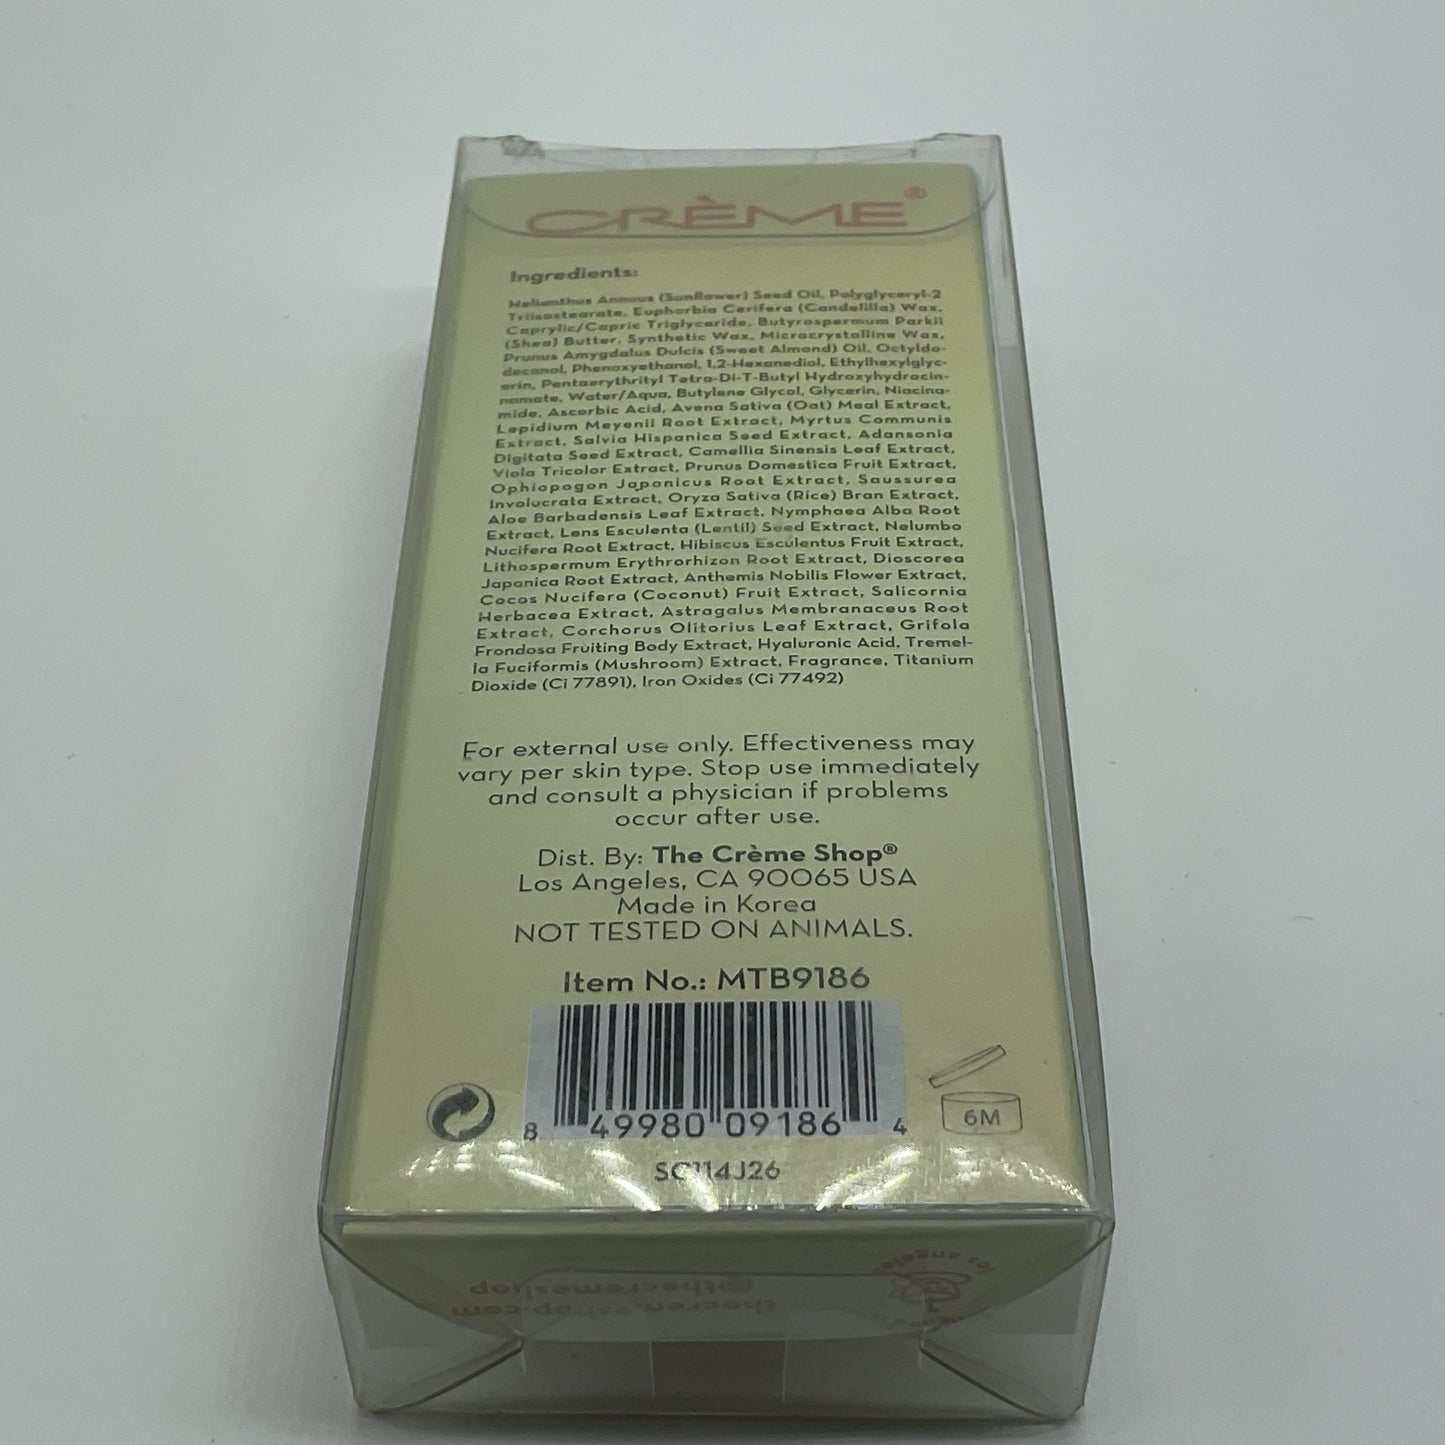 CRÈME®
Ingredients:
Helianthus Annuus (Sunflower) Seed Oil, Polyglyceryl-2
Triisostearate, Euphorbia Cerifera (Candelilla) Wax,
Caprylic/Capric Triglyceride, Butyrospermum Parkii
(Shea) Butter, Synthetic Wax, Microcrystalline Wax,
Prunus Amygdalus Dulcis (Sweet Almond) Oil, Octyldo-
decanol, Phenoxyethanol, 1,2-Hexanediol, Ethylhexylglyc-
erin, Pentaerythrityl Tetra-Di-T-Butyl Hydroxyhydrocin-
namate, Water/Aqua, Butylene Glycol, Glycerin, Niacina-
mide, Ascorbic Acid, Avena Sativa (Oat) Meal Extract,
Lepidium Meyenii Root Extract, Myrtus Communis
Extract, Salvia Hispanica Seed Extract, Adansonia
Digitata Seed Extract, Camellia Sinensis Leaf Extract,
Viola Tricolor Extract, Prunus Domestica Fruit Extract,
Ophiopogon Japonicus Root Extract, Saussurea
Involucrata Extract, Oryza Sativa (Rice) Bran Extract,
Aloe Barbadensis Leaf Extract, Nymphaea Alba Root
Extract, Lens Esculenta (Lentil) Seed Extract, Nelumbo
Nucifera Root Extract, Hibiscus Esculentus Fruit Extract,
Lithospermum Erythrorhizon Root Extract, Dioscorea
Japonica Root Extract, Anthemis Nobilis Flower Extract,
Cocos Nucifera (Coconut) Fruit Extract, Salicornia
Herbacea Extract, Astragalus Membranaceus Root
Extract, Corchorus Olitorius Leaf Extract, Grifola
Frondosa Fruiting Body Extract, Hyaluronic Acid, Tremel-
la Fuciformis (Mushroom) Extract, Fragrance, Titanium
Dioxide (Ci 77891), Iron Oxides (Ci 77492)
For external use only. Effectiveness may
vary per skin type. Stop use immediately
and consult a physician if problems
occur after use.
Dist. By: The Crème Shop®
Los Angeles, CA 90065 USA
Made in Korea
NOT TESTED ON ANIMALS.
Item No.: MTB9186
8 49980 09186 4
6M
SC114J26
@thecremeshop
thecremeshop.com
los angeles